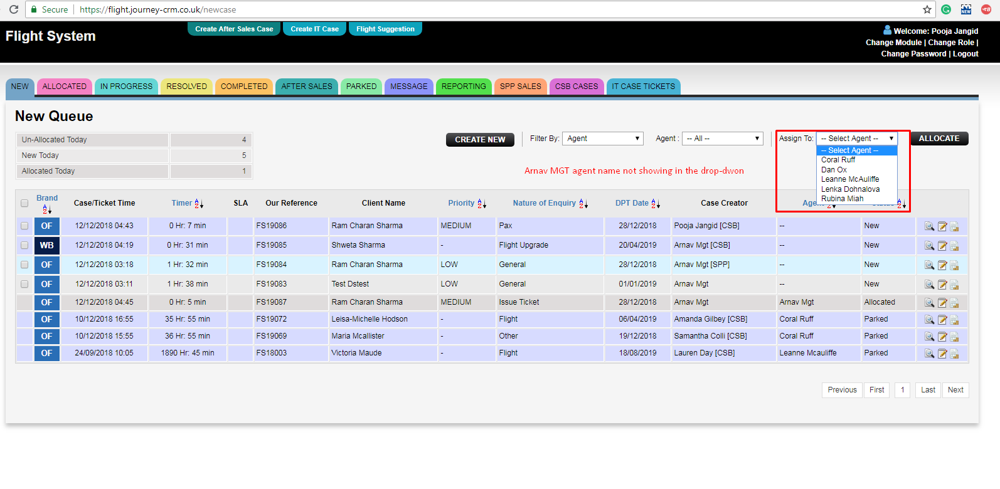 Secure https://flight.journey-crm.co.uk/newcase
NEW
Flight System
Create After Sales Case Create IT Case Flight Suggestion
Welcome: Pooja Jangid
Change Module | Change Role |
Change Password | Logout
NEW ALLOCATED IN PROGRESS RESOLVED COMPLETED AFTER SALES PARKED MESSAGE REPORTING SPP SALES CSB CASES IT CASE TICKETS
New Queue
Un-Allocated Today 4
New Today 5
Allocated Today 1
CREATE NEW Filter By: Agent Agent : -- All -- Assign To: -- Select Agent -- ALLOCATE
-- Select Agent --
Coral Ruff
Dan Ox
Leanne McAuliffe
Lenka Dohnalova
Rubina Miah
Arnav MGT agent name not showing in the drop-dwon
Brand Case/Ticket Time Timer SLA Our Reference Client Name Priority Nature of Enquiry DPT Date Case Creator
OF 12/12/2018 04:43 0 Hr: 7 min FS19086 Ram Charan Sharma MEDIUM Pax 28/12/2018 Pooja Jangid [CSB] -- New
WB 12/12/2018 04:19 0 Hr: 31 min FS19085 Shweta Sharma - Flight Upgrade 20/04/2019 Arnav Mgt [CSB] -- New
OF 12/12/2018 03:18 1 Hr: 32 min FS19084 Ram Charan Sharma LOW General 28/12/2018 Arnav Mgt [SPP] -- New
OF 12/12/2018 03:11 1 Hr: 38 min FS19083 Test Dstest LOW General 01/01/2019 Arnav Mgt -- New
OF 12/12/2018 04:45 0 Hr: 5 min FS19087 Ram Charan Sharma MEDIUM Issue Ticket 28/12/2018 Arnav Mgt Arnav Mgt Allocated
OF 10/12/2018 16:55 35 Hr: 55 min FS19072 Leisa-Michelle Hodson - Flight 06/04/2019 Amanda Gilbey [CSB] Coral Ruff Parked
OF 10/12/2018 15:55 36 Hr: 55 min FS19069 Maria Mcallister - Other 19/12/2018 Samantha Colli [CSB] Coral Ruff Parked
OF 24/09/2018 10:05 1890 Hr: 45 min FS18003 Victoria Maude - Flight 18/08/2019 Lauren Day [CSB] Leanne Mcauliffe Parked
Previous First 1 Last Next